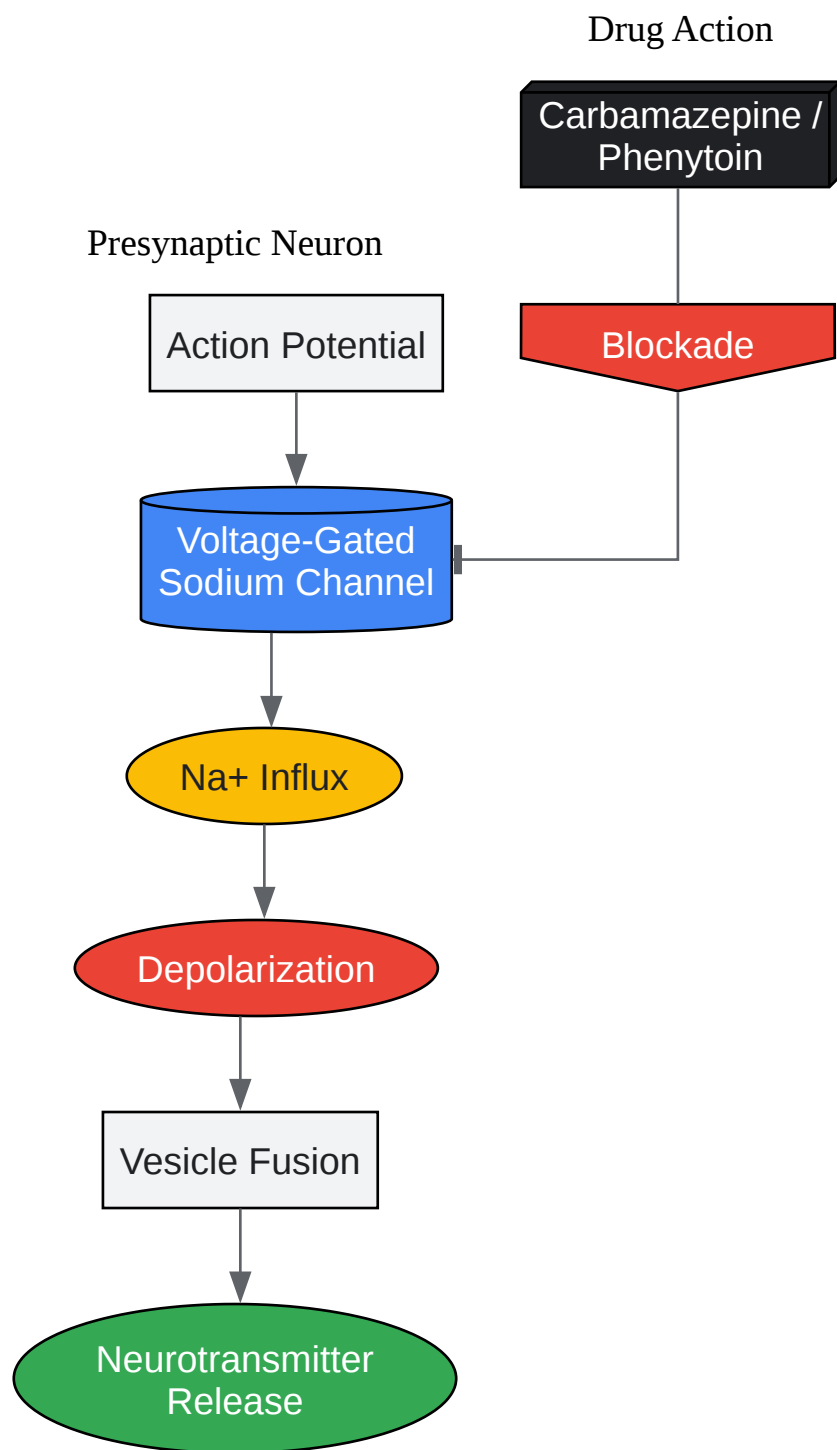 Drug Action
Carbamazepine /
Phenytoin
Presynaptic Neuron
Action Potential
Blockade
Voltage-Gated
Sodium Channel
Na+ Influx
Depolarization
Vesicle Fusion
Neurotransmitter
Release